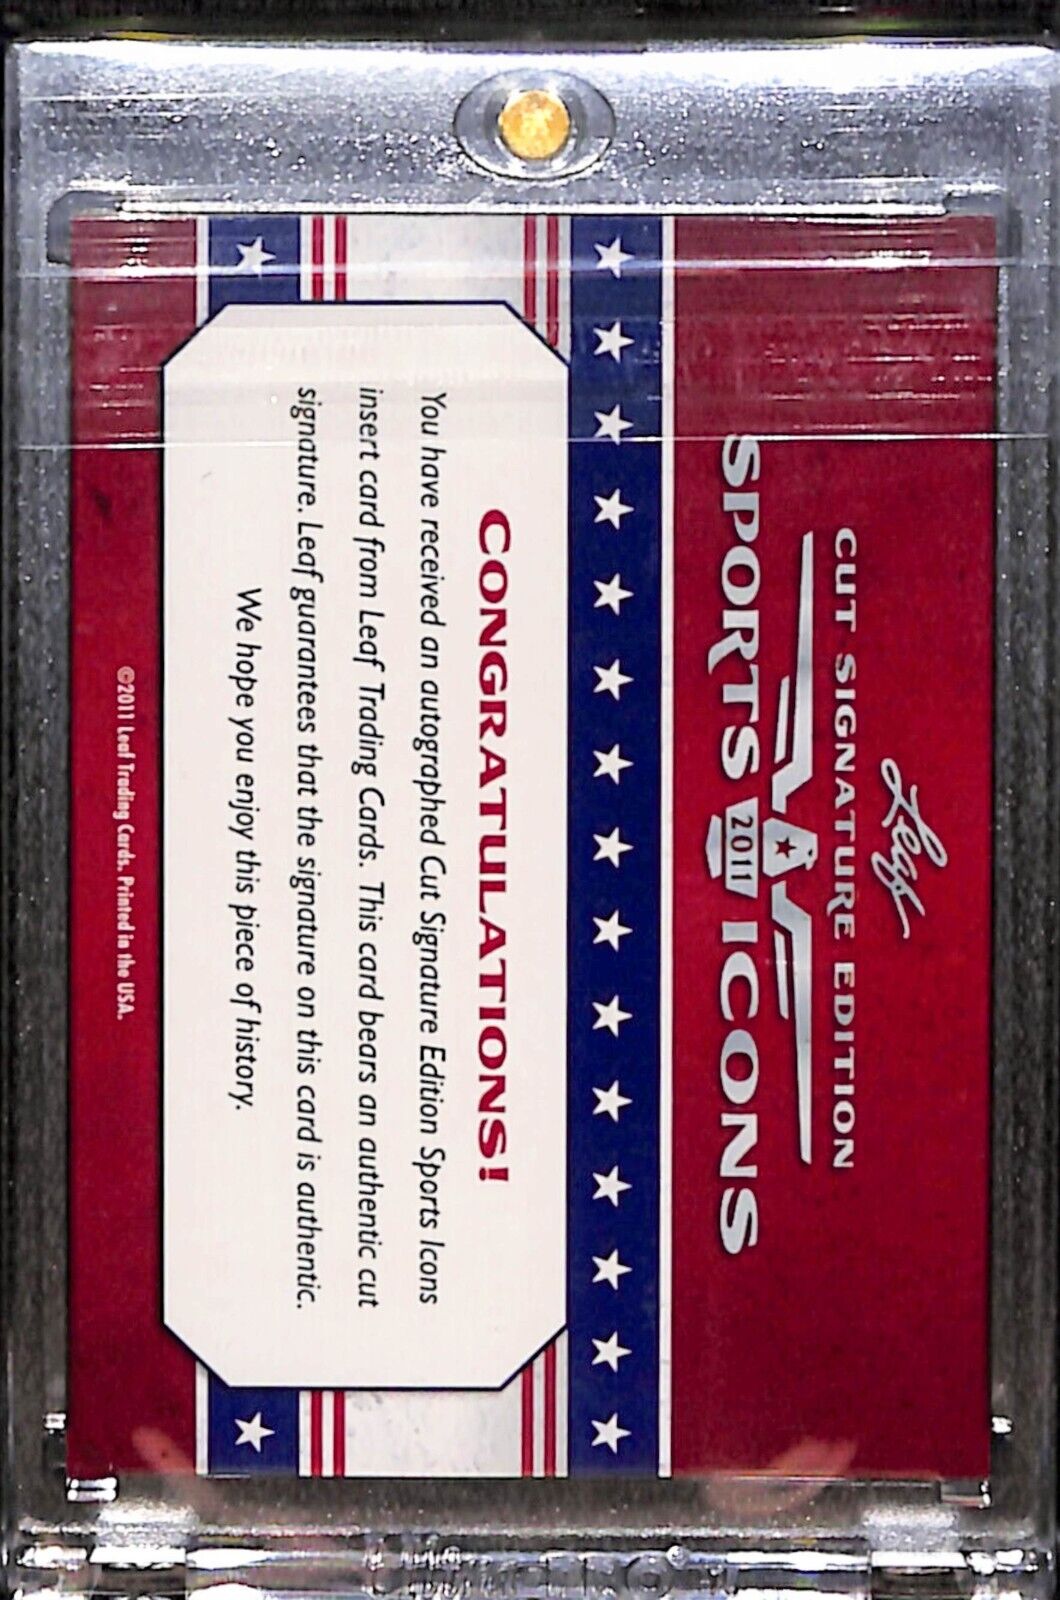 Leaf
CUT SIGNATURE EDITION
SPORTS 2011 ICONS
CONGRATULATIONS!
You have received an autographed Cut Signature Edition Sports Icons
insert card from Leaf Trading Cards. This card bears an authentic cut
signature. Leaf guarantees that the signature on this card is authentic.
We hope you enjoy this piece of history.
©2011 Leaf Trading Cards. Printed in the USA.